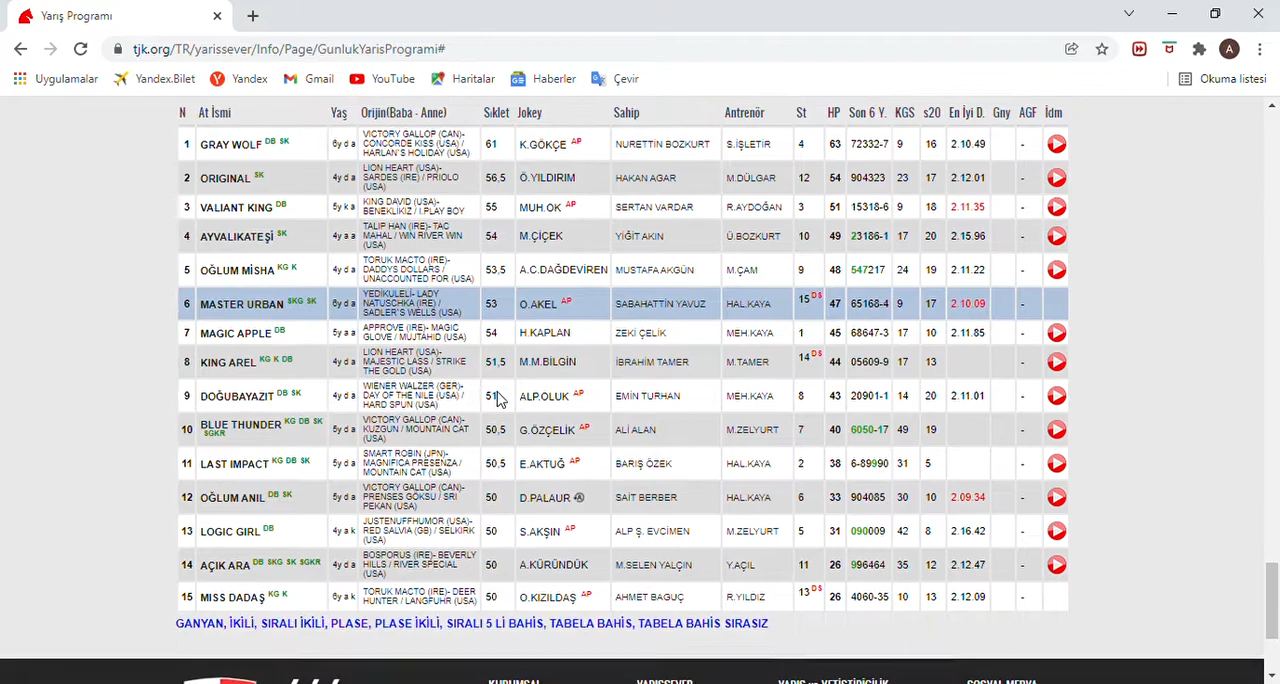 Yarış Programı
tjk.org/TR/yarissever/Info/Page/GunlukYarisProgrami#
A
Uygulamalar Yandex.Bilet Yandex Gmail YouTube Haritalar Haberler Çevir Okuma listesi
N At İsmi Yaş Orijin(Baba - Anne) Sıklet Jokey Sahip Antrenör St HP Son 6 Y. KGS s20 En İyi D. Gny AGF İdm
1 GRAY WOLF DB SK 6y d a VICTORY GALLOP (CAN)- CONCORDE KISS (USA) / HARLAN'S HOLIDAY (USA) 61 K.GÖKÇE AP NURETTİN BOZKURT S.İŞLETİR 4 63 72332-7 9 16 2.10.49 -
2 ORIGINAL SK 4y d a LION HEART (USA)- SARDES (IRE) / PRIOLO (USA) 56,5 Ö.YILDIRIM HAKAN AGAR M.DÜLGAR 12 54 904323 23 17 2.12.01 -
3 VALIANT KING DB 5y k a KING DAVID (USA)- BENEKLİKIZ / I.PLAY BOY 55 MUH.OK AP SERTAN VARDAR R.AYDOĞAN 3 51 15318-6 9 18 2.11.35 -
4 AYVALIKATEŞİ SK 4y a a TALIP HAN (IRE)- TAC MAHAL / WIN RIVER WIN (USA) 54 M.ÇİÇEK YİĞİT AKIN Ü.BOZKURT 10 49 23186-1 17 20 2.15.96 -
5 OĞLUM MİSHA KG K 4y d a TORUK MACTO (IRE)- DADDYS DOLLARS / UNACCOUNTED FOR (USA) 53,5 A.C.DAĞDEVİREN MUSTAFA AKGÜN M.ÇAM 9 48 547217 24 19 2.11.22 -
6 MASTER URBAN SKG SK 6y d a YEDİKULELİ- LADY NATUSCHKA (IRE) / SADLER'S WELLS (USA) 53 O.AKEL AP SABAHATTİN YAVUZ HAL.KAYA 15 DS 47 65168-4 9 17 2.10.09 -
7 MAGIC APPLE DB 5y a a APPROVE (IRE)- MAGIC GLOVE / MUJTAHID (USA) 54 H.KAPLAN ZEKİ ÇELİK MEH.KAYA 1 45 68647-3 17 10 2.11.85 -
8 KING AREL KG K DB 4y d a LION HEART (USA)- MAJESTIC LASS / STRIKE THE GOLD (USA) 51,5 M.M.BİLGİN İBRAHİM TAMER M.TAMER 14 DS 44 05609-9 17 13 -
9 DOĞUBAYAZIT DB SK 4y d a WIENER WALZER (GER)- DAY OF THE NILE (USA) / HARD SPUN (USA) 51 ALP.OLUK AP EMIN TURHAN MEH.KAYA 8 43 20901-1 14 20 2.11.01 -
10 BLUE THUNDER KG DB SK SGKR 5y d a VICTORY GALLOP (CAN)- KUZGUN / MOUNTAIN CAT (USA) 50,5 G.ÖZÇELİK AP ALİ ALAN M.ZELYURT 7 40 6050-17 49 19 -
11 LAST IMPACT KG DB SK 5y d a SMART ROBIN (JPN)- MAGNIFICA PRESENZA / MOUNTAIN CAT (USA) 50,5 E.AKTUĞ AP BARIŞ ÖZEK HAL.KAYA 2 38 6-89990 31 5 -
12 OĞLUM ANIL DB SK 5y d a VICTORY GALLOP (CAN)- PRENSES GÖKSU / SRI PEKAN (USA) 50 D.PALAUR SAİT BERBER HAL.KAYA 6 33 904085 30 10 2.09.34 -
13 LOGIC GIRL DB 4y a k JUSTENUFFHUMOR (USA)- RED SALVIA (GB) / SELKIRK (USA) 50 S.AKŞIN AP ALP Ş. EVCİMEN M.ZELYURT 5 31 090009 42 8 2.16.42 -
14 AÇIK ARA DB SKG SK SGKR 4y d a BOSPORUS (IRE)- BEVERLY HILLS / RIVER SPECIAL (USA) 50 A.KÜRÜNDÜK M.SELEN YALÇIN Y.AÇIL 11 26 996464 35 12 2.12.47 -
15 MISS DADAŞ KG K 6y a k TORUK MACTO (IRE)- DEER HUNTER / LANGFUHR (USA) 50 O.KIZILDAŞ AP AHMET BAGUÇ R.YILDIZ 13 DS 26 4060-35 10 13 2.12.09 -
GANYAN, İKİLİ, SIRALI İKİLİ, PLASE, PLASE İKİLİ, SIRALI 5 Lİ BAHİS, TABELA BAHİS, TABELA BAHİS SIRASIZ
KURUMSAL YARIŞSEVER YARIŞ ve YETİŞTİRİCİLİK SOSYAL MEDYA